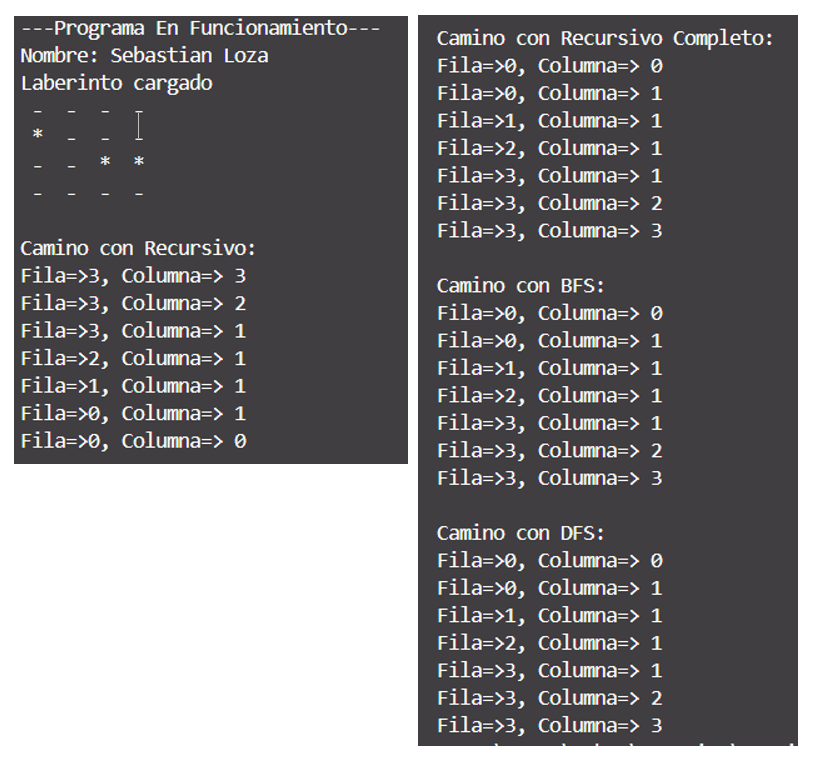 ---Programa En Funcionamiento---
Nombre: Sebastian Loza
Laberinto cargado
- - - -
* - - -
- - * *
- - - -
Camino con Recursivo:
Fila=>3, Columna=> 3
Fila=>3, Columna=> 2
Fila=>3, Columna=> 1
Fila=>2, Columna=> 1
Fila=>1, Columna=> 1
Fila=>0, Columna=> 1
Fila=>0, Columna=> 0
Camino con Recursivo Completo:
Fila=>0, Columna=> 0
Fila=>0, Columna=> 1
Fila=>1, Columna=> 1
Fila=>2, Columna=> 1
Fila=>3, Columna=> 1
Fila=>3, Columna=> 2
Fila=>3, Columna=> 3
Camino con BFS:
Fila=>0, Columna=> 0
Fila=>0, Columna=> 1
Fila=>1, Columna=> 1
Fila=>2, Columna=> 1
Fila=>3, Columna=> 1
Fila=>3, Columna=> 2
Fila=>3, Columna=> 3
Camino con DFS:
Fila=>0, Columna=> 0
Fila=>0, Columna=> 1
Fila=>1, Columna=> 1
Fila=>2, Columna=> 1
Fila=>3, Columna=> 1
Fila=>3, Columna=> 2
Fila=>3, Columna=> 3